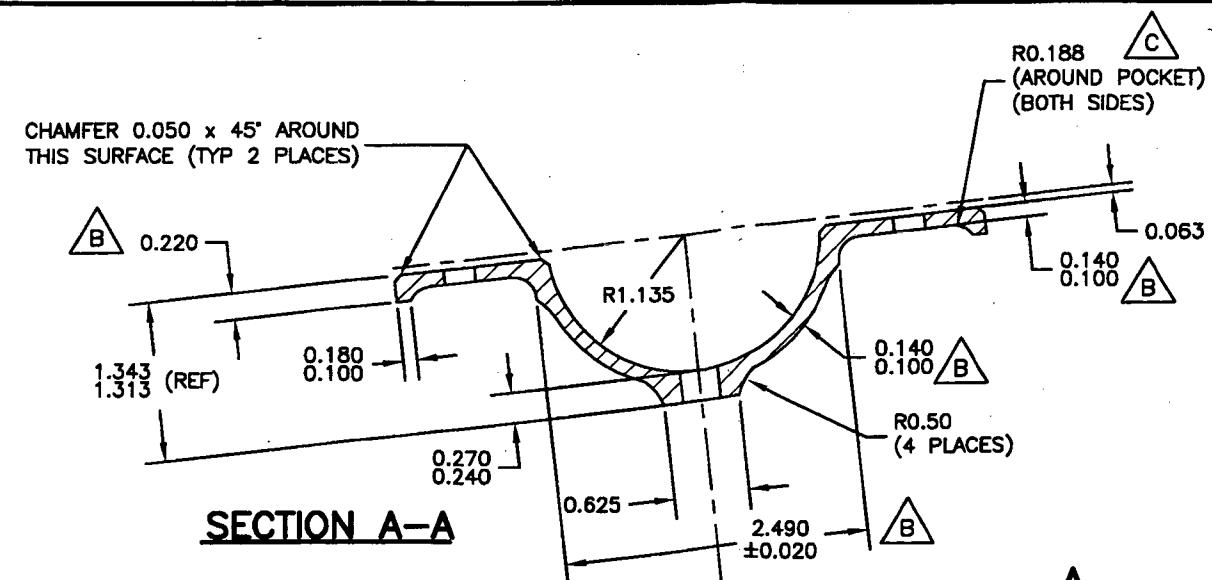 C
R0.188
(AROUND POCKET)
(BOTH SIDES)
CHAMFER 0.050 x 45° AROUND
THIS SURFACE (TYP 2 PLACES)
B 0.220
0.063
0.140
0.100 B
R1.135
0.180
0.100
1.343
1.313 (REF)
0.140
0.100 B
R0.50
(4 PLACES)
0.270
0.240
0.625
2.490
±0.020
B
SECTION A-A
A